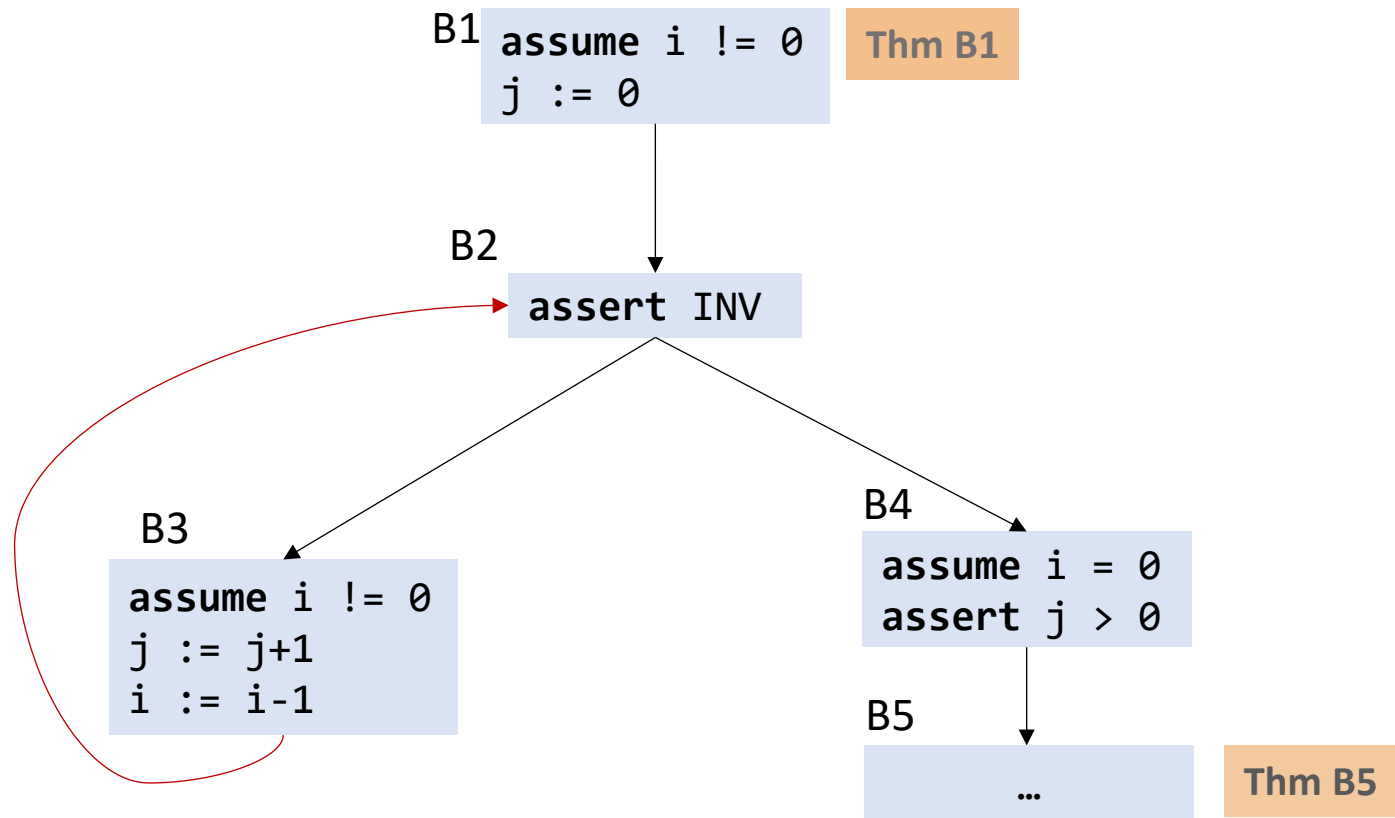 B1
assume i != 0
j := 0
Thm B1
B2
assert INV
B3
assume i != 0
j := j+1
i := i-1
B4
assume i = 0
assert j > 0
B5
…
Thm B5